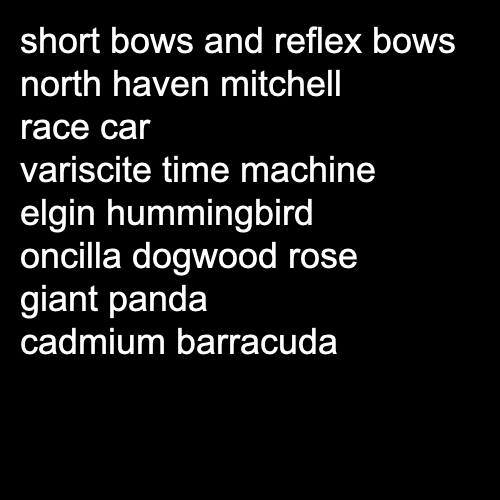 short bows and reflex bows
north haven mitchell
race car
variscite time machine
elgin hummingbird
oncilla dogwood rose
giant panda
cadmium barracuda